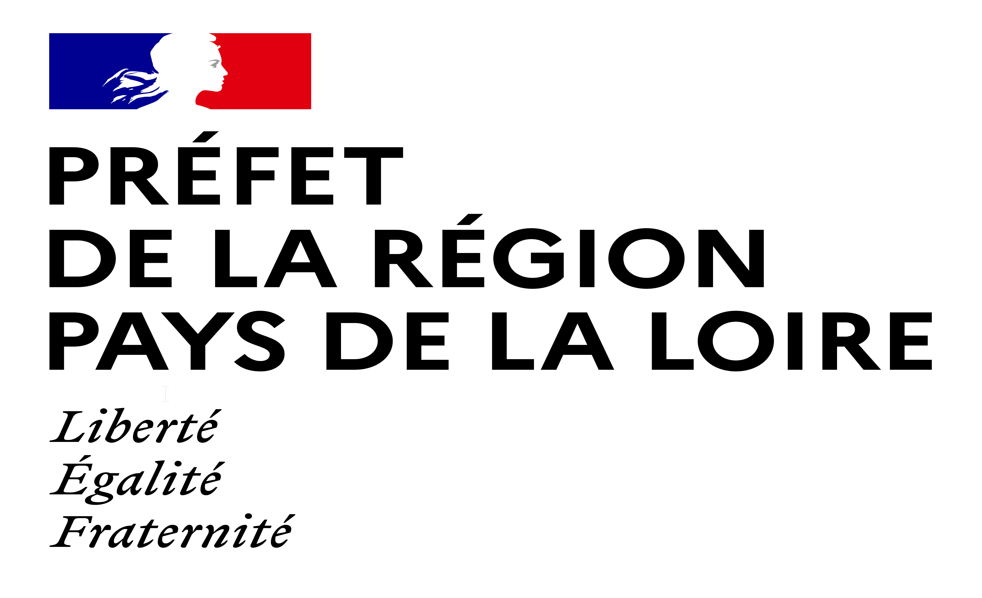 PRÉFET
DE LA RÉGION
PAYS DE LA LOIRE
Liberté
Égalité
Fraternité